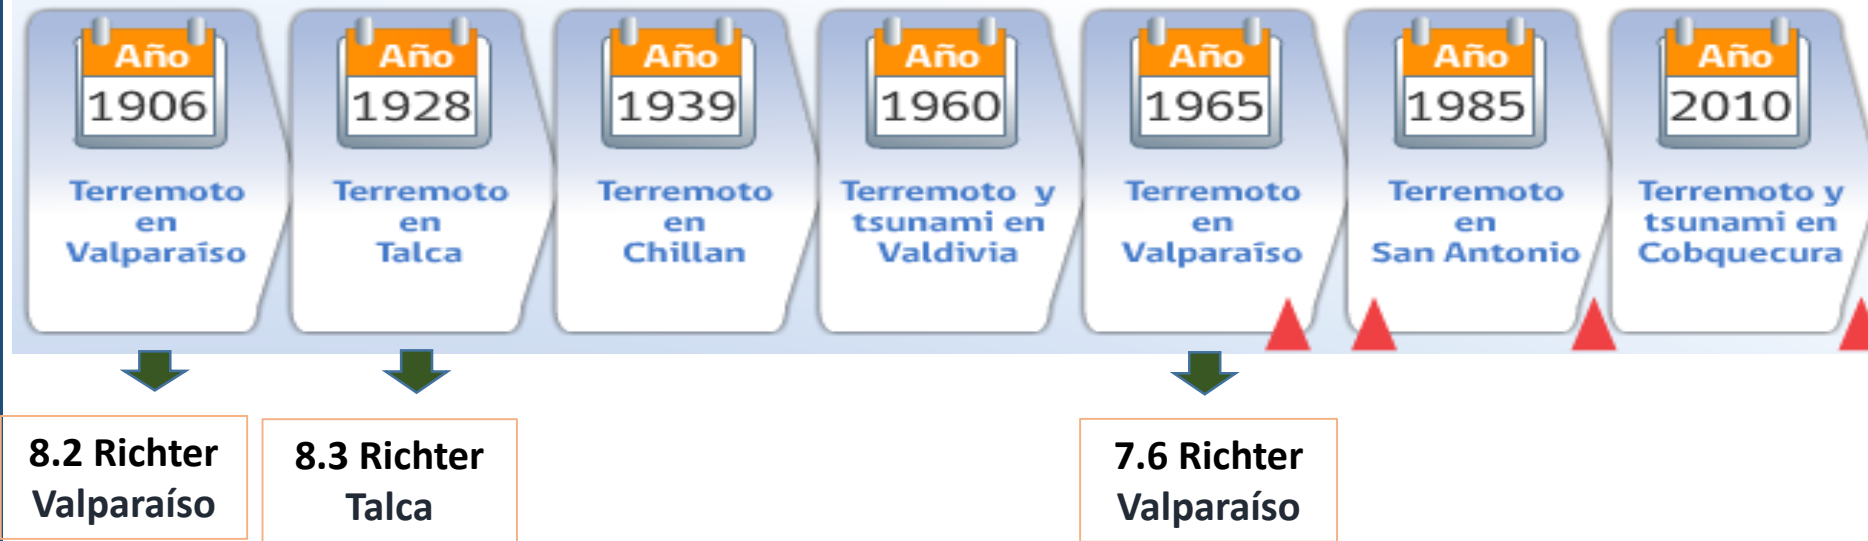 Año
1906
Terremoto
en
Valparaíso
Año
1928
Terremoto
en
Talca
Año
1939
Terremoto
en
Chillan
Año
1960
Terremoto y
tsunami en
Valdivia
Año
1965
Terremoto
en
Valparaíso
Año
1985
Terremoto
en
San Antonio
Año
2010
Terremoto y
tsunami en
Cobquecura
8.2 Richter
Valparaíso
8.3 Richter
Talca
7.6 Richter
Valparaíso